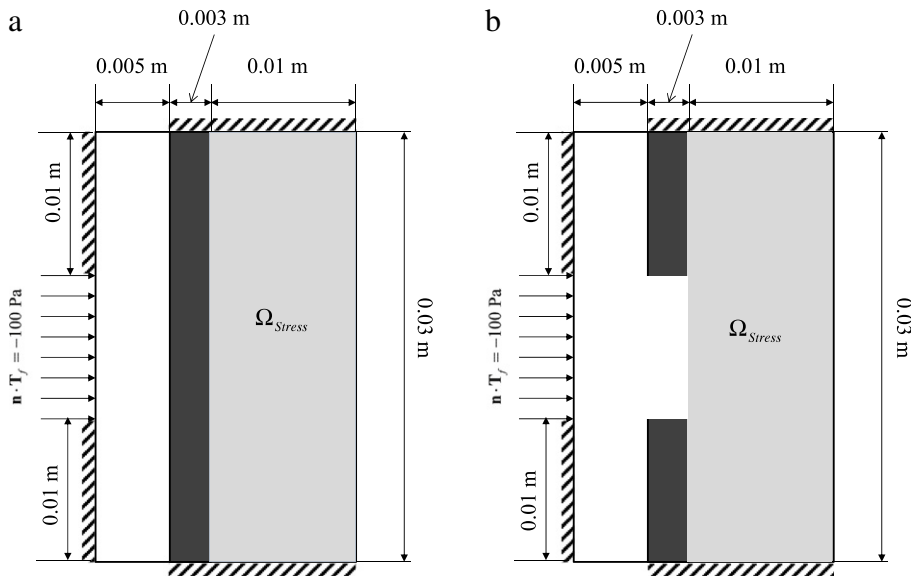 a
0.003 m
0.005 m
0.01 m
0.01 m
n · T_f = −100 Pa
0.01 m
Ω_Stress
0.03 m
b
0.003 m
0.005 m
0.01 m
0.01 m
n · T_f = −100 Pa
0.01 m
Ω_Stress
0.03 m